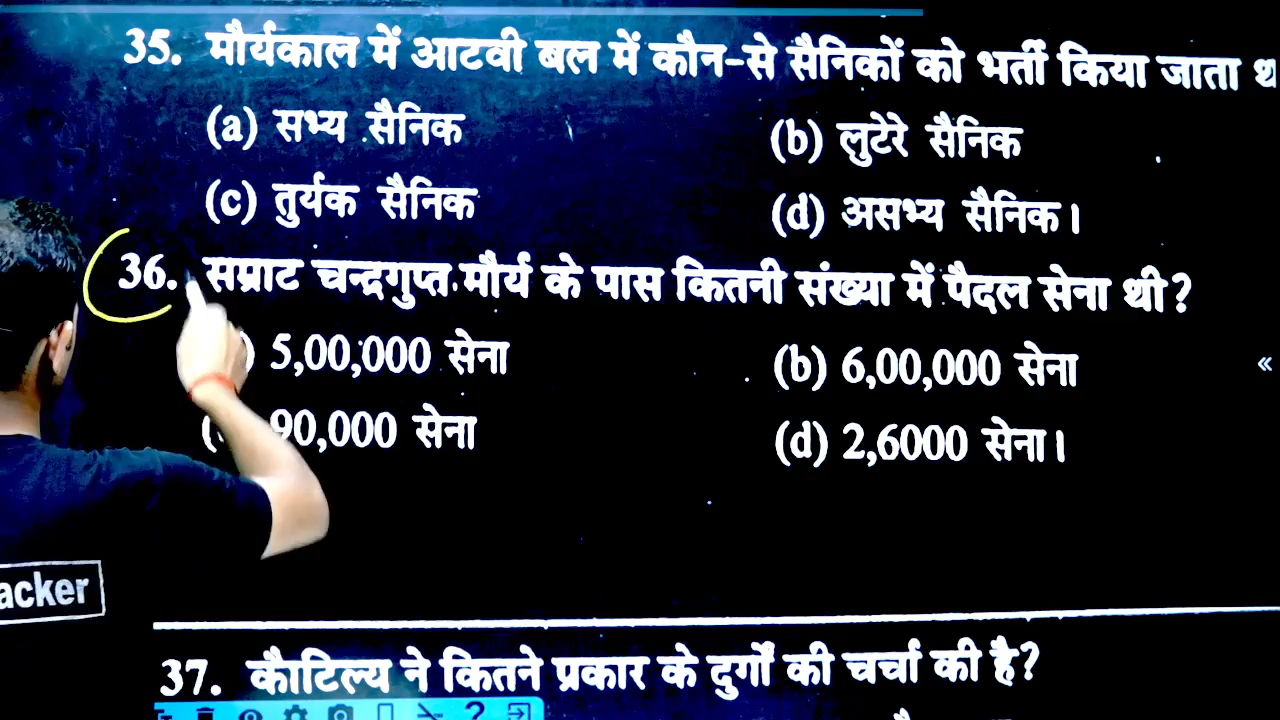 35. मौर्यकाल में आटवी बल में कौन-से सैनिकों को भर्ती किया जाता
(a) सभ्य सैनिक (b) लुटेरे सैनिक
(c) तुर्यक सैनिक (d) असभ्य सैनिक।
36. सम्राट चन्द्रगुप्त मौर्य के पास कितनी संख्या में पैदल सेना थी?
5,00,000 सेना (b) 6,00,000 सेना
90,000 सेना (d) 2,6000 सेना।
acker
37. कौटिल्य ने कितने प्रकार के दुर्गों की चर्चा की है?